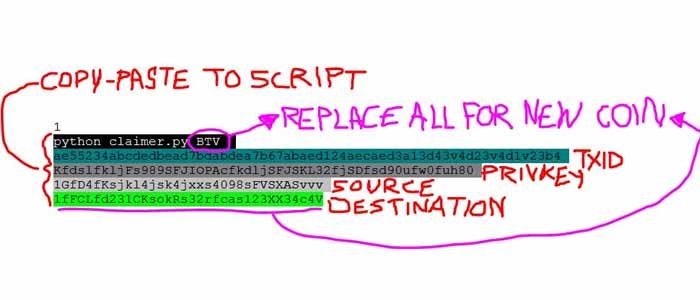 COPY-PASTE TO SCRIPT
REPLACE ALL FOR NEW COIN
1
python claimer.py BTV
ae55234abcdedbead7bdabdea7b67abaed124aecaed3a13d43v4d23v4d1v23b4 TXID
Kfds1fkljFs989SFJIOPAcfkdljSFJSKL32fjSDfsd90ufw0fuh80 PRIVKEY
1GfD4fKsjkl4jsk4jxxs4098sFVSXASvvv SOURCE
1fFCLfd23lCKsokRs32rfcas123XX34c4V DESTINATION